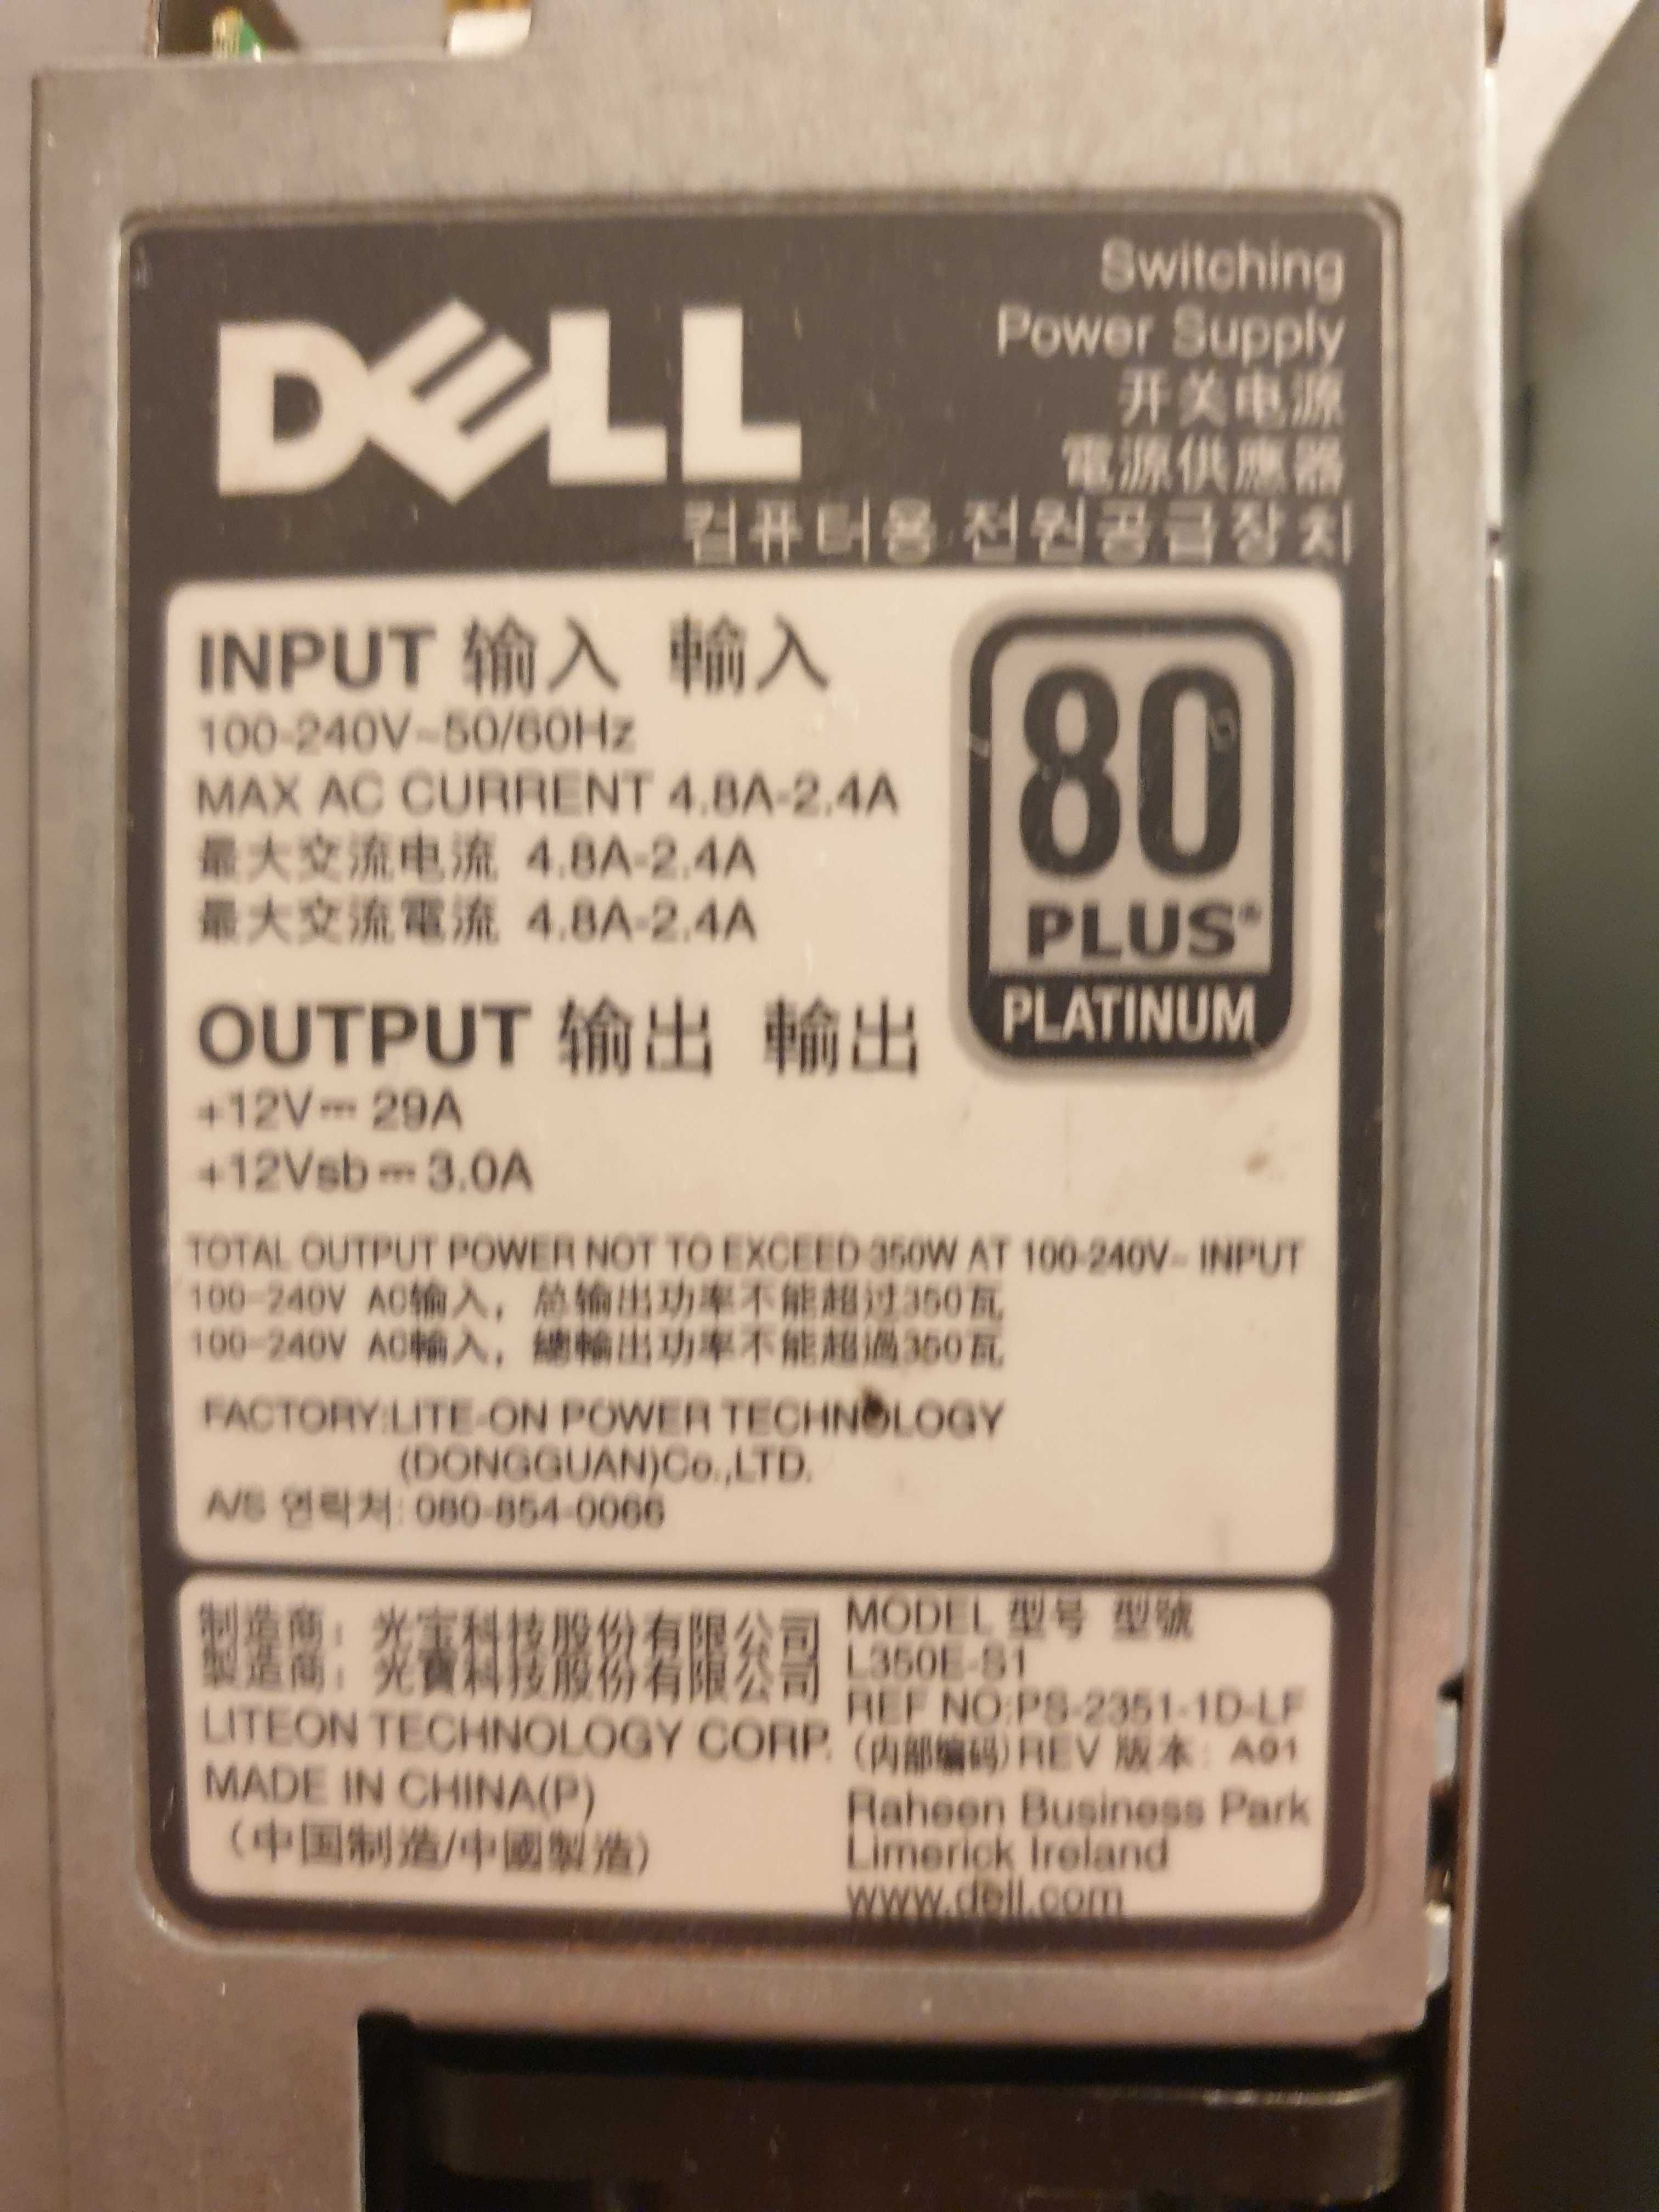 DELL
Switching
Power Supply
开关电源
電源供應器
컴퓨터용 전원공급장치
INPUT 输入 輸入
100-240V~50/60Hz
MAX AC CURRENT 4.8A-2.4A
最大交流电流 4.8A-2.4A
最大交流電流 4.8A-2.4A
80
PLUS®
PLATINUM
OUTPUT 输出 輸出
+12V⎓ 29A
+12Vsb⎓ 3.0A
TOTAL OUTPUT POWER NOT TO EXCEED 350W AT 100-240V~ INPUT
100-240V AC输入，总输出功率不能超过350瓦
100-240V AC輸入，總輸出功率不能超過350瓦
FACTORY:LITE-ON POWER TECHNOLOGY
(DONGGUAN)Co.,LTD.
A/S 연락처: 080-854-0066
制造商：光宝科技股份有限公司
製造商：光寶科技股份有限公司
LITEON TECHNOLOGY CORP.
MADE IN CHINA(P)
（中国制造/中國製造）
MODEL 型号 型號
L350E-S1
REF NO:PS-2351-1D-LF
(内部编码)REV 版本: A01
Raheen Business Park
Limerick Ireland
www.dell.com